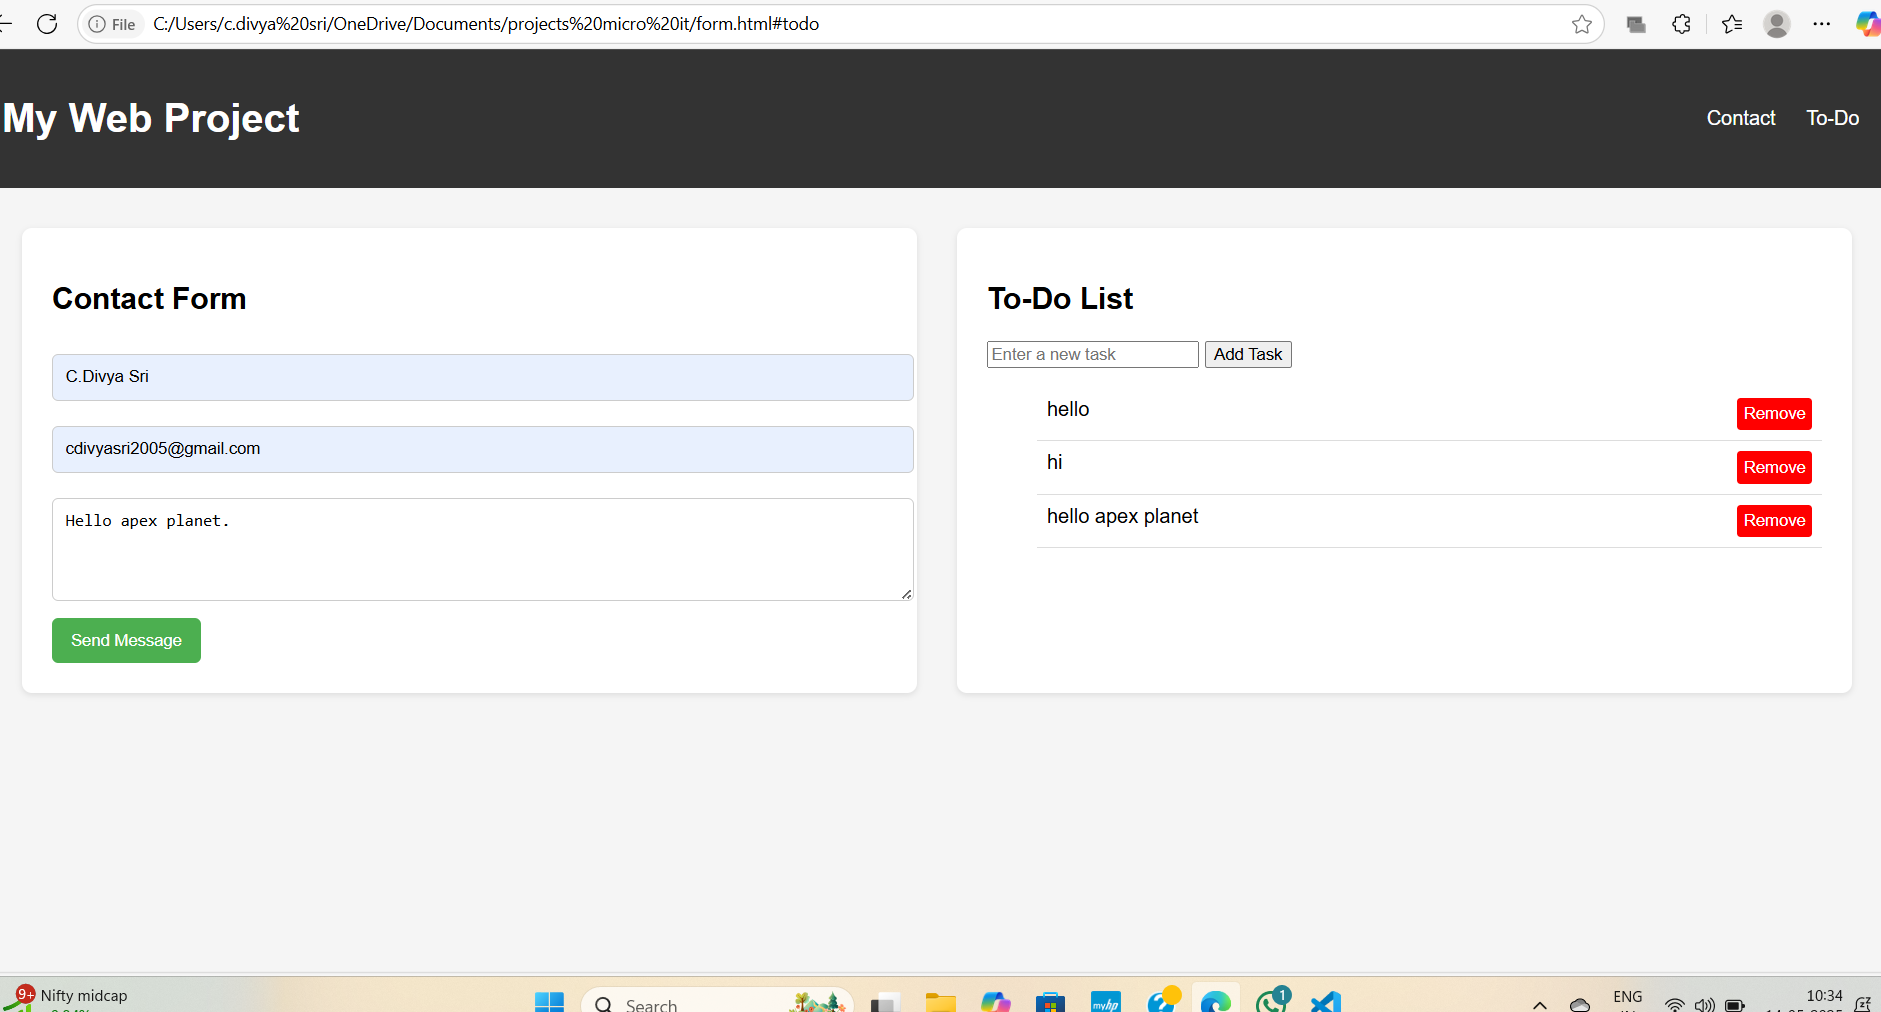 File C:/Users/c.divya%20sri/OneDrive/Documents/projects%20micro%20it/form.html#todo
My Web Project
Contact To-Do
Contact Form
C.Divya Sri
cdivyasri2005@gmail.com
Hello apex planet.
Send Message
To-Do List
Enter a new task Add Task
hello Remove
hi Remove
hello apex planet Remove
9+ Nifty midcap
Search
myhp
1
ENG
10:34